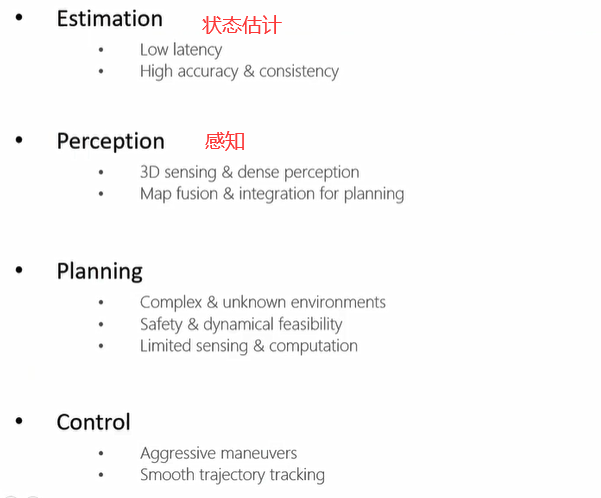 • Estimation 状态估计
• Low latency
• High accuracy & consistency
• Perception 感知
• 3D sensing & dense perception
• Map fusion & integration for planning
• Planning
• Complex & unknown environments
• Safety & dynamical feasibility
• Limited sensing & computation
• Control
• Aggressive maneuvers
• Smooth trajectory tracking